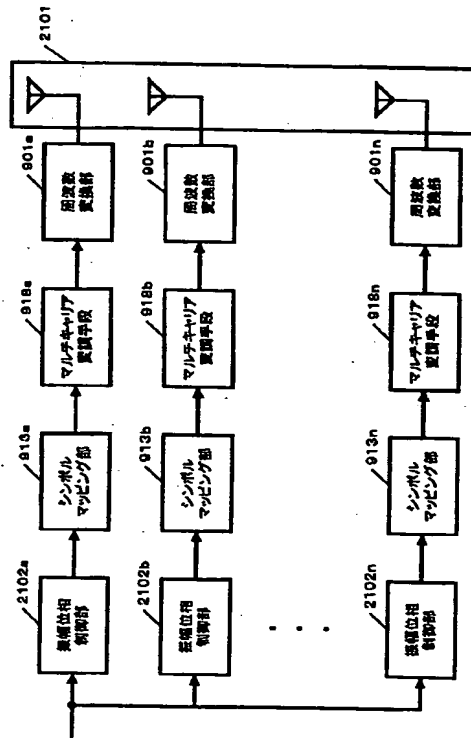 2101
901a
周波数
変換部
918a
マルチキャリア
変調手段
913a
シンボル
マッピング部
2102a
振幅位相
制御部
901b
周波数
変換部
918b
マルチキャリア
変調手段
913b
シンボル
マッピング部
2102b
振幅位相
制御部
901n
周波数
変換部
918n
マルチキャリア
変調手段
913n
シンボル
マッピング部
2102n
振幅位相
制御部